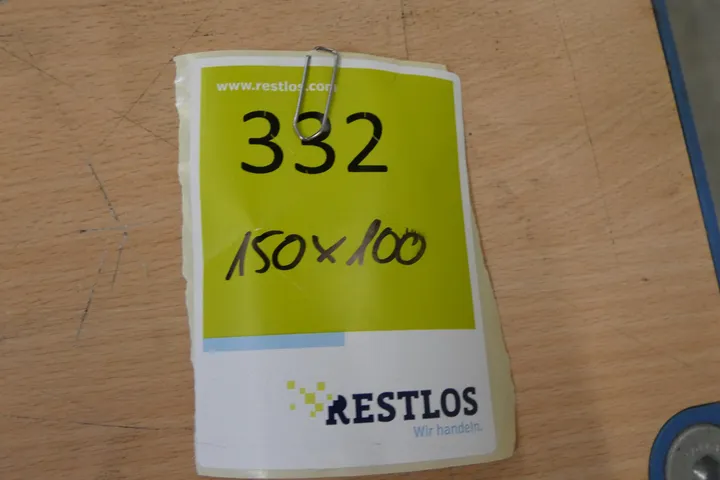 www.restlos.com
332
150x100
RESTLOS
Wir handeln.